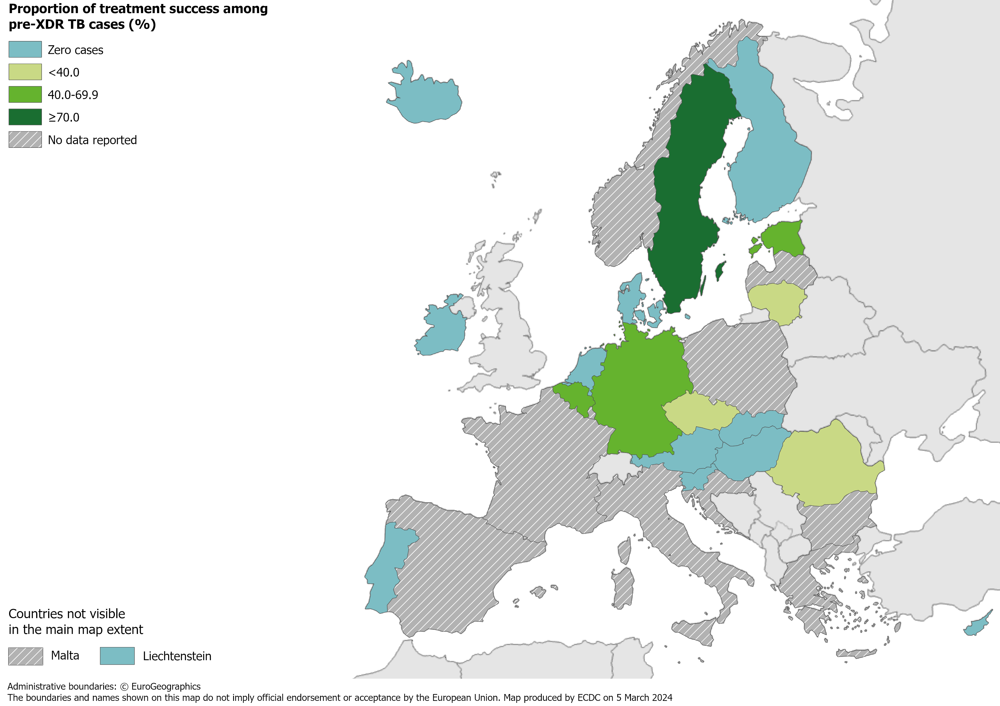 Proportion of treatment success among
pre-XDR TB cases (%)
Zero cases
<40.0
40.0-69.9
≥70.0
No data reported
Countries not visible
in the main map extent
Malta
Liechtenstein
Administrative boundaries: © EuroGeographics
The boundaries and names shown on this map do not imply official endorsement or acceptance by the European Union. Map produced by ECDC on 5 March 2024